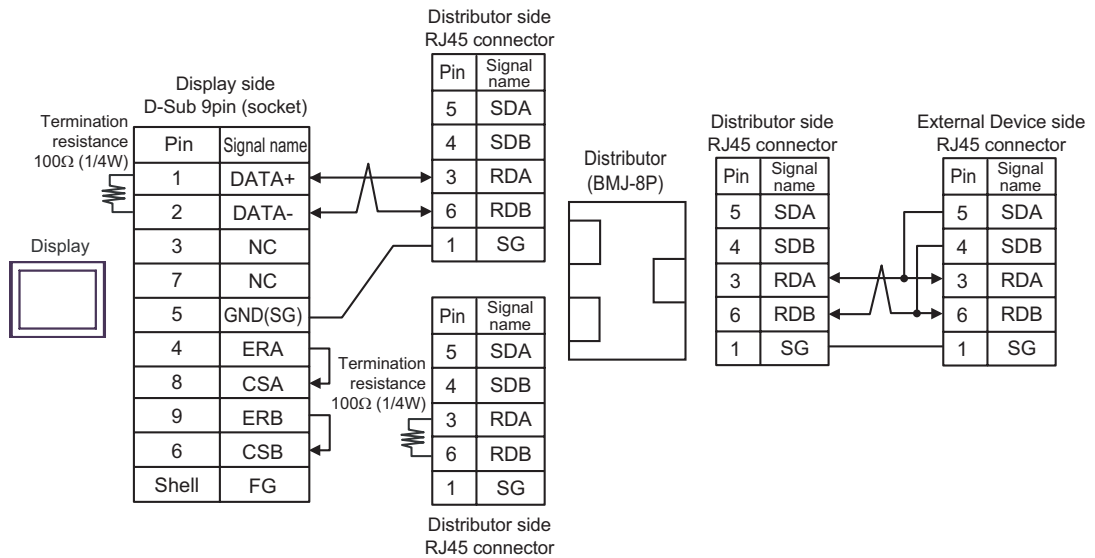 Distributor side
RJ45 connector
Pin Signal name
5 SDA
4 SDB
3 RDA
6 RDB
1 SG
Display side
D-Sub 9pin (socket)
Termination
resistance
100Ω (1/4W)
Pin Signal name
1 DATA+
2 DATA-
3 NC
7 NC
5 GND(SG)
4 ERA
8 CSA
9 ERB
6 CSB
Shell FG
Display
Termination
resistance
100Ω (1/4W)
Pin Signal name
5 SDA
4 SDB
3 RDA
6 RDB
1 SG
Distributor side
RJ45 connector
Distributor
(BMJ-8P)
Distributor side
RJ45 connector
Pin Signal name
5 SDA
4 SDB
3 RDA
6 RDB
1 SG
External Device side
RJ45 connector
Pin Signal name
5 SDA
4 SDB
3 RDA
6 RDB
1 SG